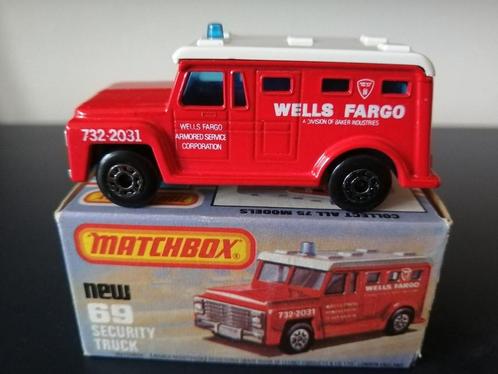 WELLS FARGO
A DIVISION OF BAKER INDUSTRIES
WELLS FARGO
ARMORED SERVICE
CORPORATION
732-2031
COLLECT ALL 75 MODELS
MATCHBOX
new
69
SECURITY
TRUCK
WELLS FARGO
732-2031